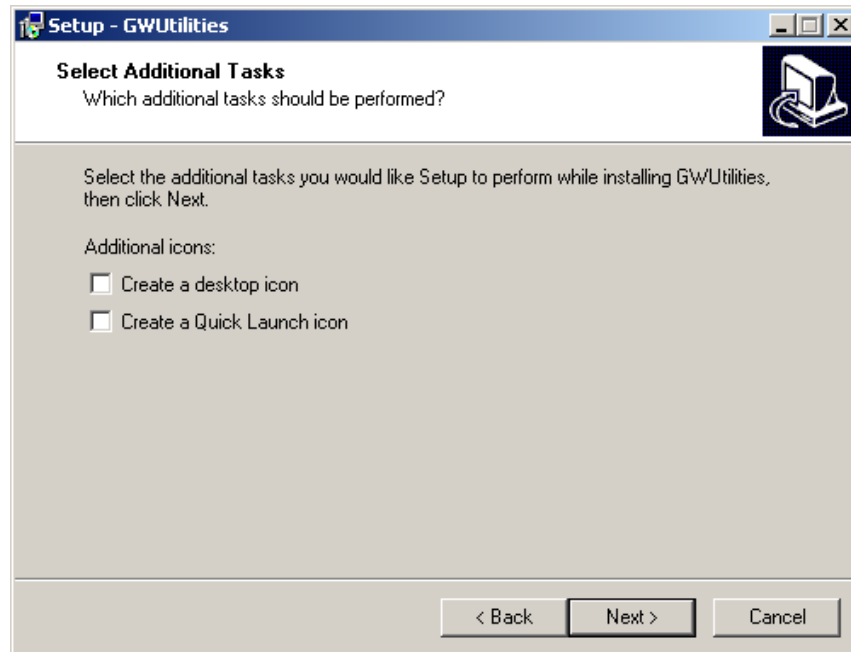 Setup - GWUtilities
Select Additional Tasks
Which additional tasks should be performed?
Select the additional tasks you would like Setup to perform while installing GWUtilities,
then click Next.
Additional icons:
Create a desktop icon
Create a Quick Launch icon
< Back Next > Cancel